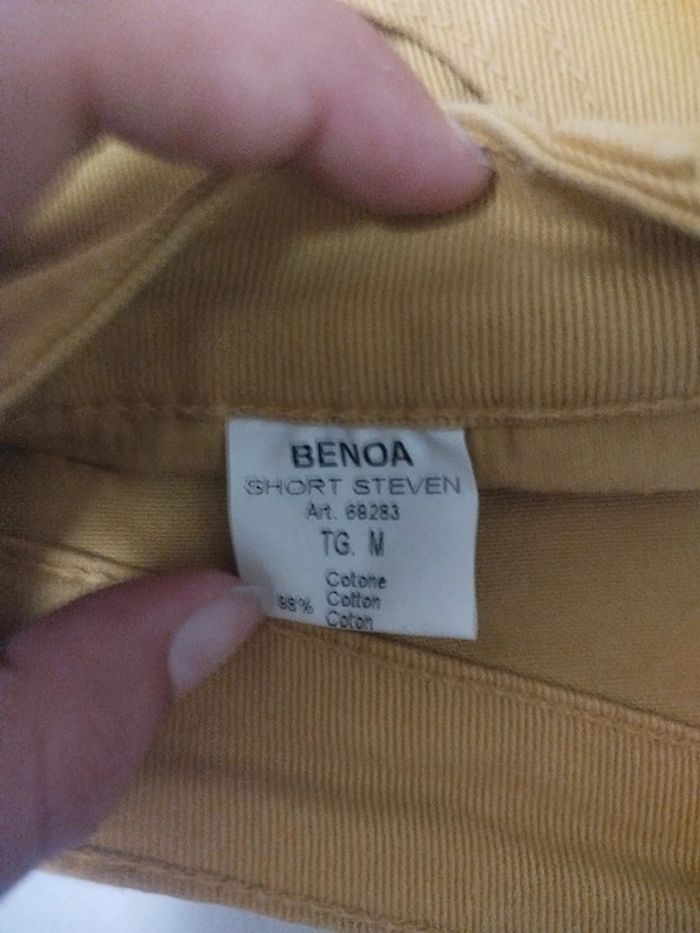 BENOA
SHORT STEVEN
Art. 69283
TG. M
Cotone
98% Cotton
Coton